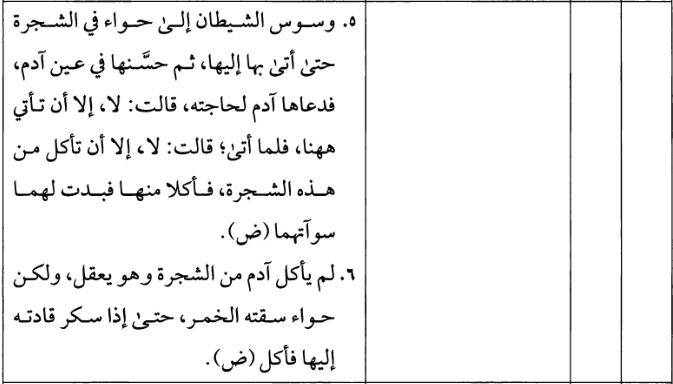 ٥. وسوس الشيطان إلىٰ حواء في الشجرة
حتىٰ أتىٰ بها إليها، ثم حسَّنها في عين آدم،
فدعاها آدم لحاجته، قالت: لا، إلا أن تأتي
ههنا، فلما أتىٰ؛ قالت: لا، إلا أن تأكل من
هذه الشجرة، فأكلا منها فبدت لهما
سوآتهما (ض).
٦. لم يأكل آدم من الشجرة وهو يعقل، ولكن
حواء سقته الخمر، حتىٰ إذا سكر قادته
إليها فأكل (ض).